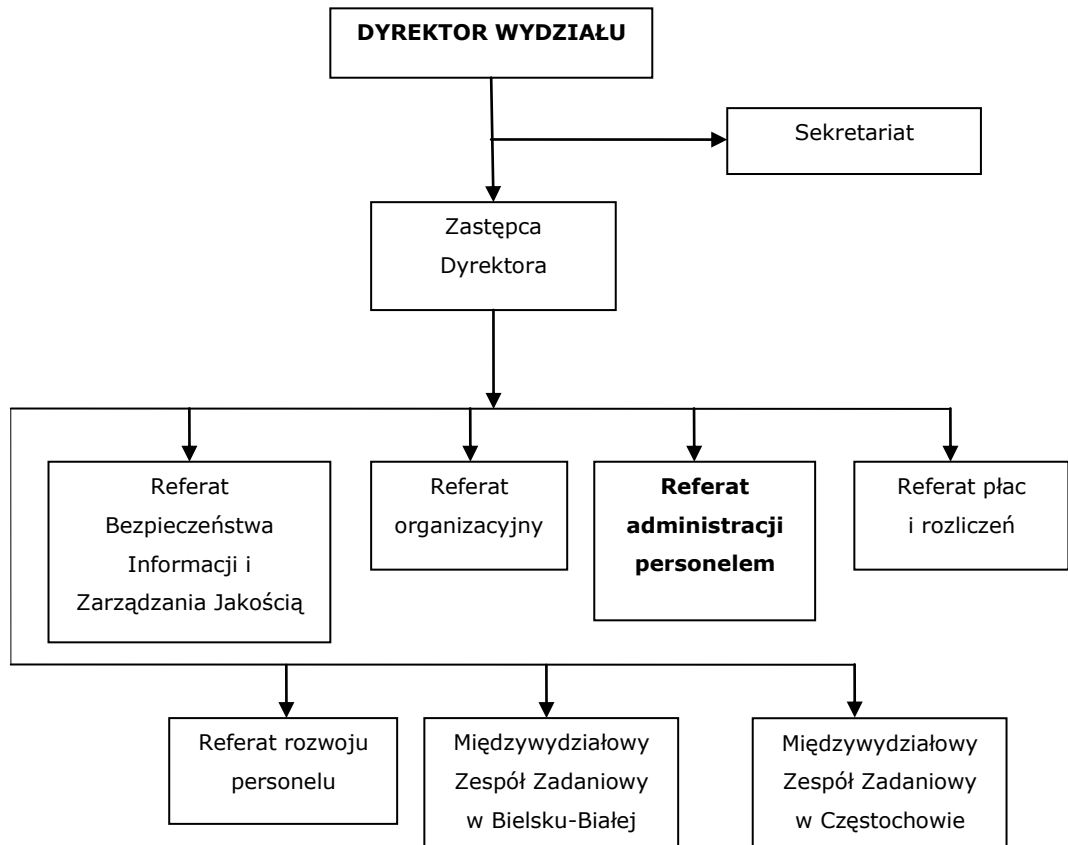 DYREKTOR WYDZIAŁU
Sekretariat
Zastępca
Dyrektora
Referat
Bezpieczeństwa
Informacji i
Zarządzania Jakością
Referat
organizacyjny
Referat
administracji
personelem
Referat płac
i rozliczeń
Referat rozwoju
personelu
Międzywydziałowy
Zespół Zadaniowy
w Bielsku-Białej
Międzywydziałowy
Zespół Zadaniowy
w Częstochowie